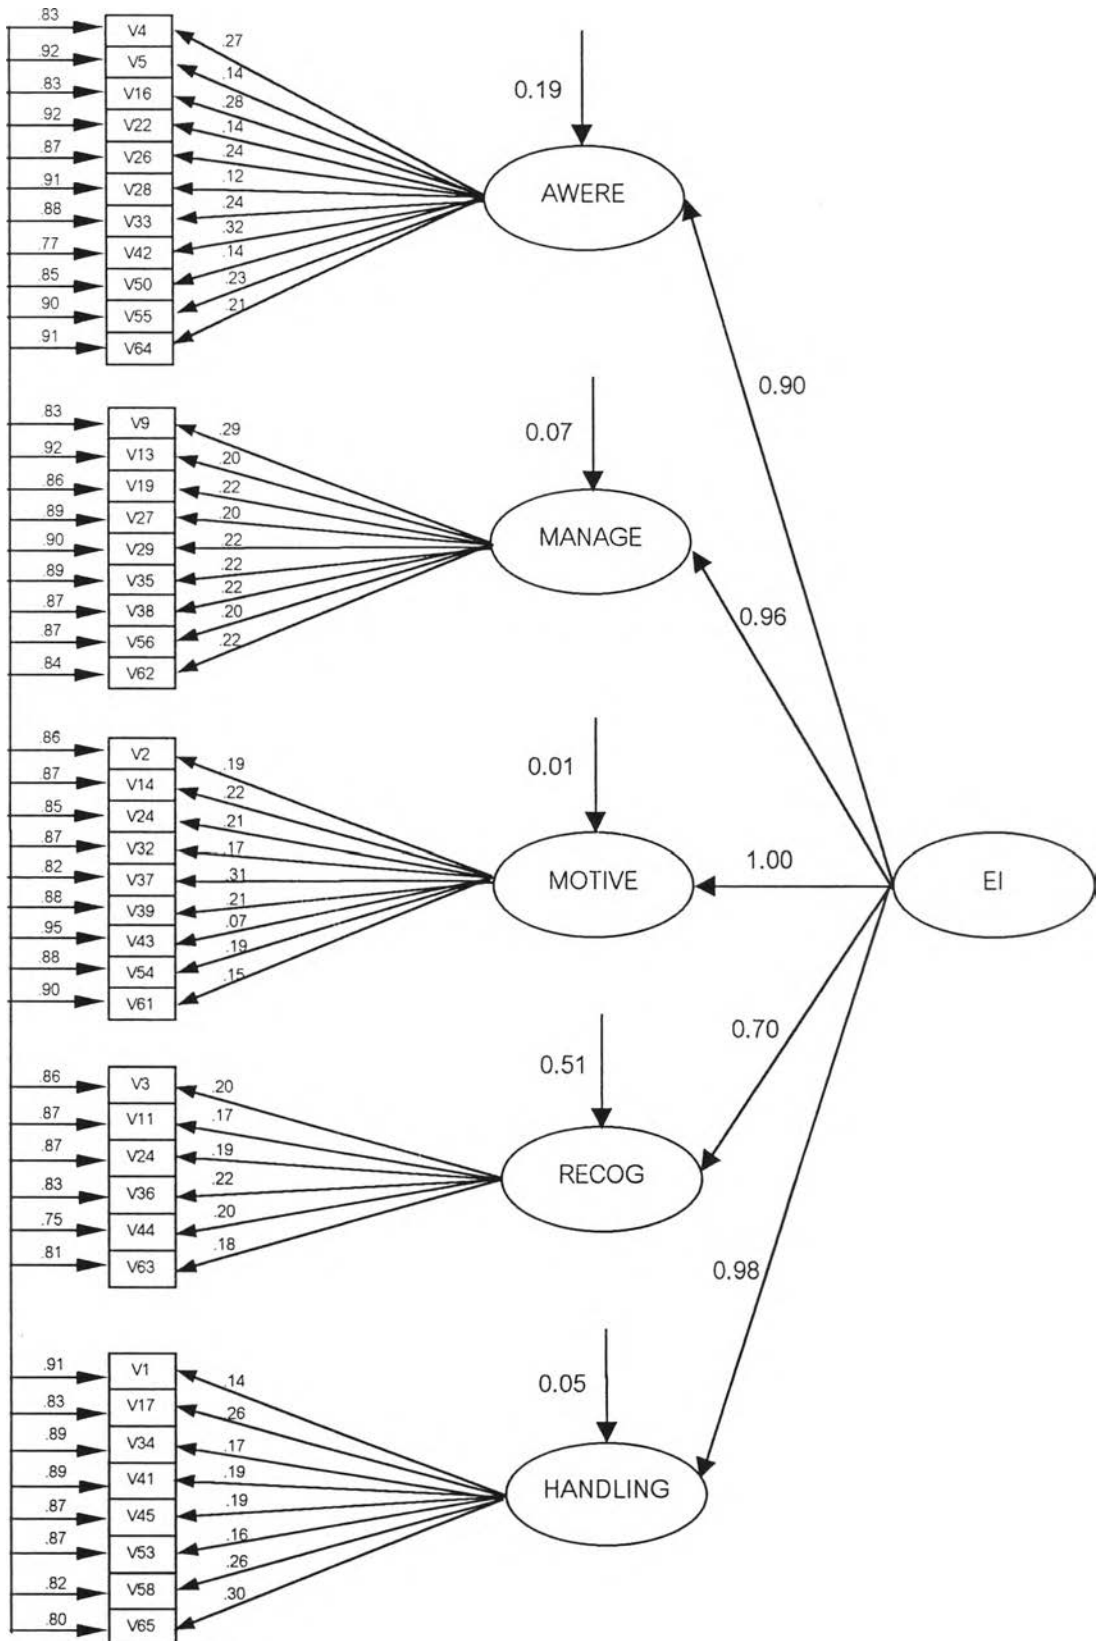 .83 V4 .27
.92 V5 .14
.83 V16 .28
.92 V22 .14
.87 V26 .24
.91 V28 .12
.88 V33 .24
.77 V42 .32
.85 V50 .14
.90 V55 .23
.91 V64 .21
0.19
AWERE
0.90
.83 V9 .29
.92 V13 .20
.86 V19 .22
.89 V27 .20
.90 V29 .22
.89 V35 .22
.87 V38 .22
.87 V56 .20
.84 V62 .22
0.07
MANAGE
0.96
.86 V2 .19
.87 V14 .22
.85 V24 .21
.87 V32 .17
.82 V37 .31
.88 V39 .21
.95 V43 .07
.88 V54 .19
.90 V61 .15
0.01
MOTIVE
1.00
EI
.86 V3 .20
.87 V11 .17
.87 V24 .19
.83 V36 .22
.75 V44 .20
.81 V63 .18
0.51
RECOG
0.70
.91 V1 .14
.83 V17 .26
.89 V34 .17
.89 V41 .19
.87 V45 .19
.87 V53 .16
.82 V58 .26
.80 V65 .30
0.05
HANDLING
0.98